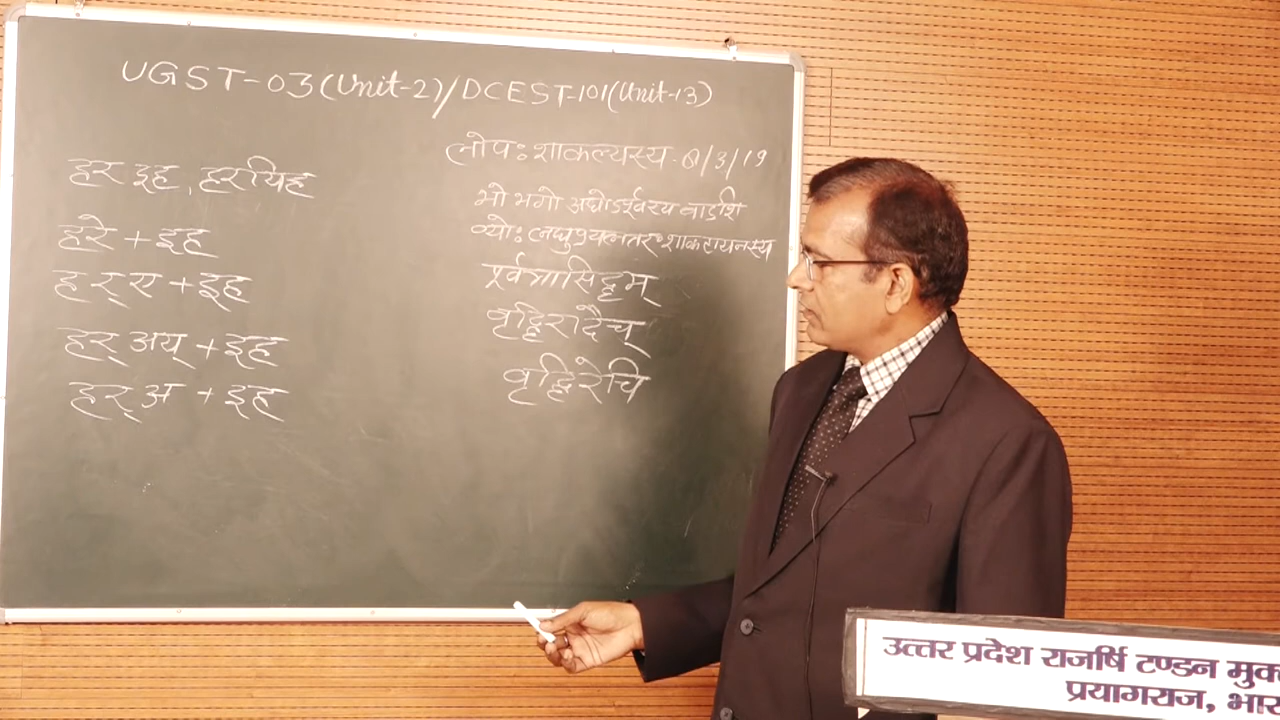 UGST-03(Unit-2)/DCEST-101(Unit-13)
हर इह, हरयिह
हरे + इह
हर् ए + इह
हर् अय् + इह
हर् अ + इह
लोपः शाकल्यस्य-8/3/19
भो भगो अघोऽपूर्वस्य
व्योः लघुप्रयत्नतरः शाकटायनस्य
पूर्वत्रासिद्धम्
वृद्धिरादैच्
वृद्धिरेचि
उत्तर प्रदेश राजर्षि टण्डन
प्रयागराज,